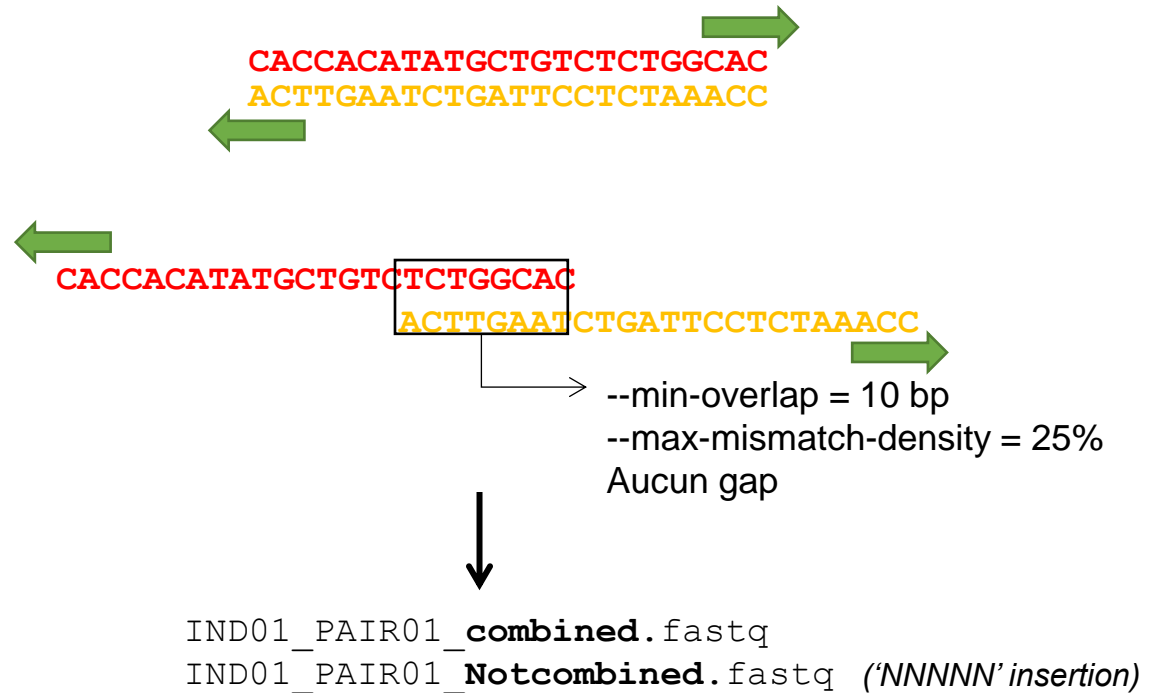 CACCACATATGCTGTCTCTGGCAC
ACTTGAATCTGATTCCTCTAAACC
CACCACATATGCTGTCTCTGGCAC
ACTTGAATCTGATTCCTCTAAACC
--min-overlap = 10 bp
--max-mismatch-density = 25%
Aucun gap
IND01_PAIR01_combined.fastq
IND01_PAIR01_Notcombined.fastq (‘NNNNN’ insertion)